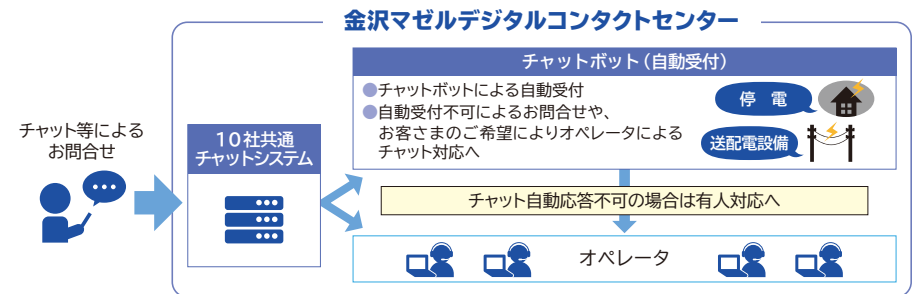 金沢マゼルデジタルコンタクトセンター
チャット等による
お問合せ
10社共通
チャットシステム
チャットボット（自動受付）
●チャットボットによる自動受付
●自動受付不可によるお問合せや、
お客さまのご希望によりオペレータによる
チャット対応へ
停 電
送配電設備
チャット自動応答不可の場合は有人対応へ
オペレータ